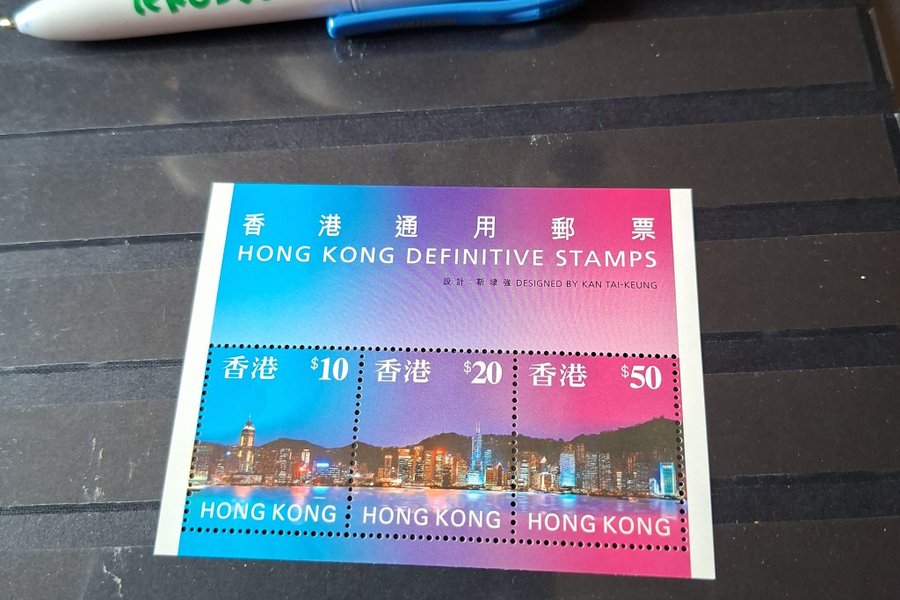 香港通用郵票
HONG KONG DEFINITIVE STAMPS
設計：靳埭強 DESIGNED BY KAN TAI-KEUNG
香港 $10
香港 $20
香港 $50
HONG KONG
HONG KONG
HONG KONG